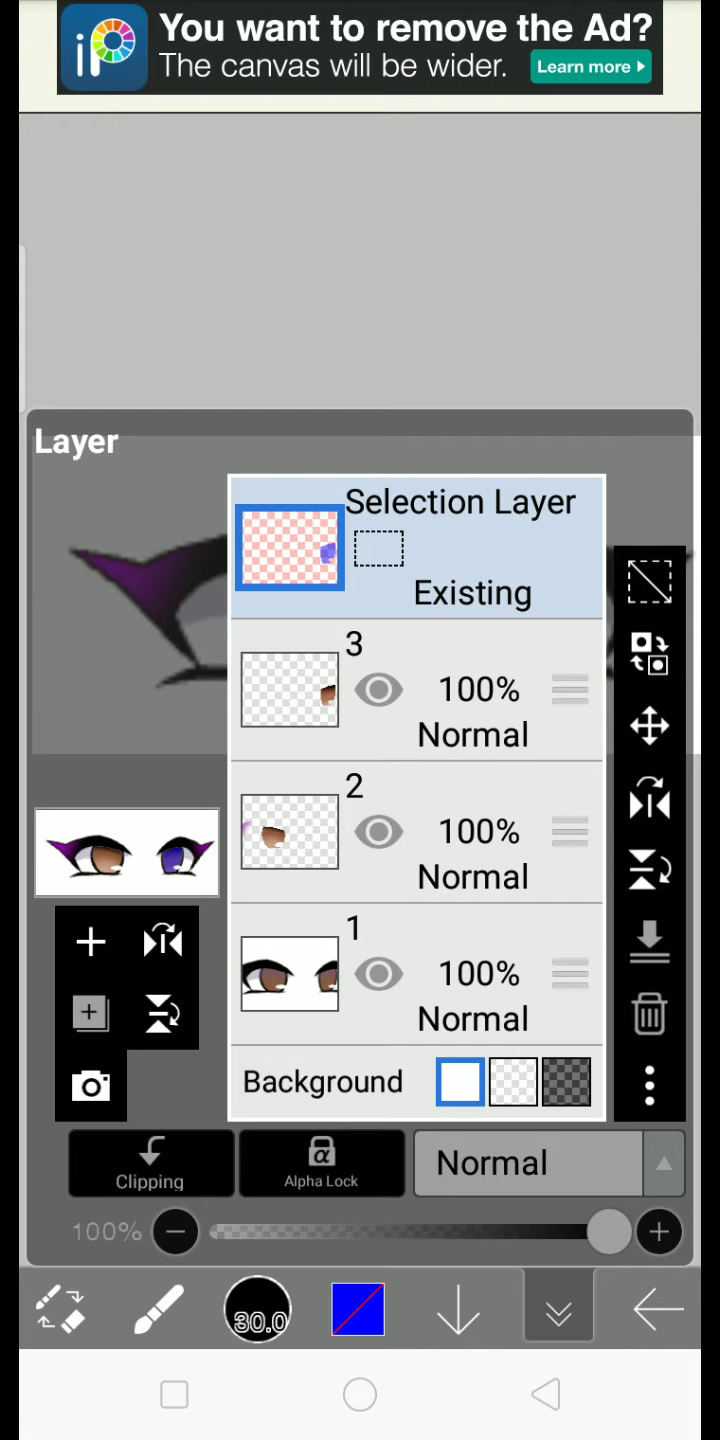 iP
You want to remove the Ad?
The canvas will be wider.
Learn more
Layer
Selection Layer
Existing
3
100%
Normal
2
100%
Normal
1
100%
Normal
Background
Clipping
α
Alpha Lock
Normal
100%
30.0